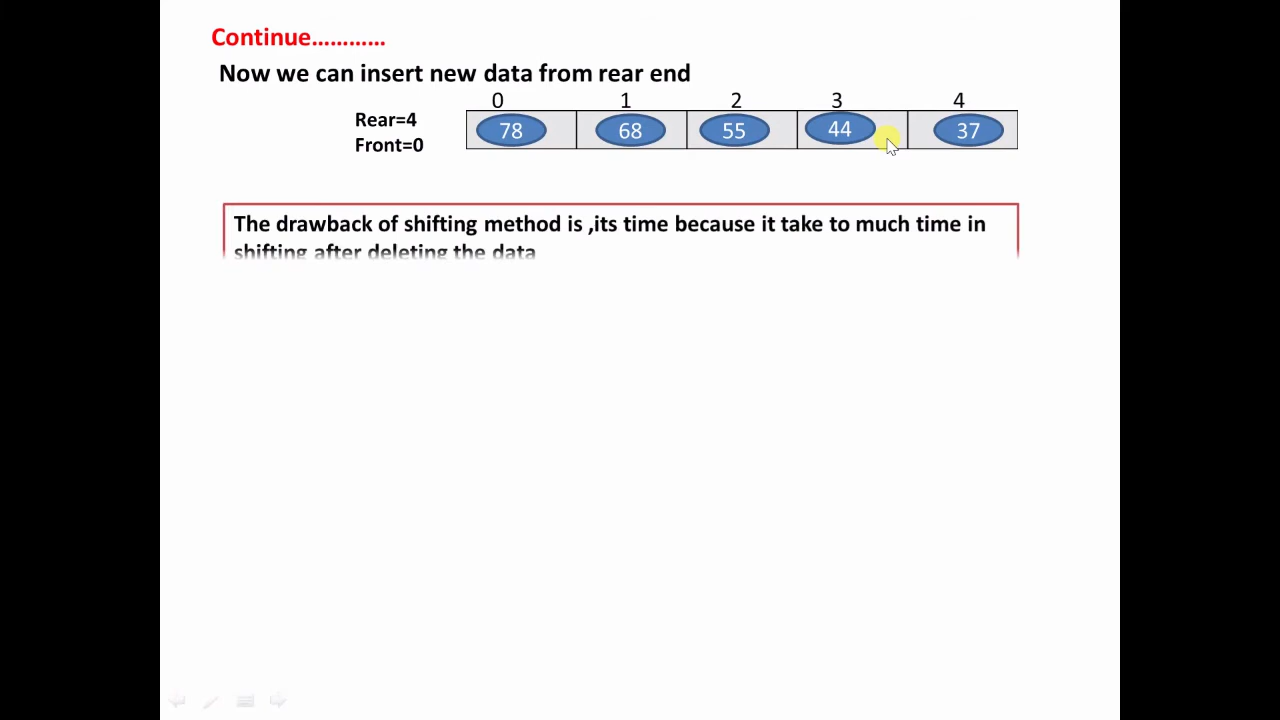 Continue............
Now we can insert new data from rear end
0 1 2 3 4
Rear=4
Front=0
78 68 55 44 37
The drawback of shifting method is ,its time because it take to much time in
shifting after deleting the data